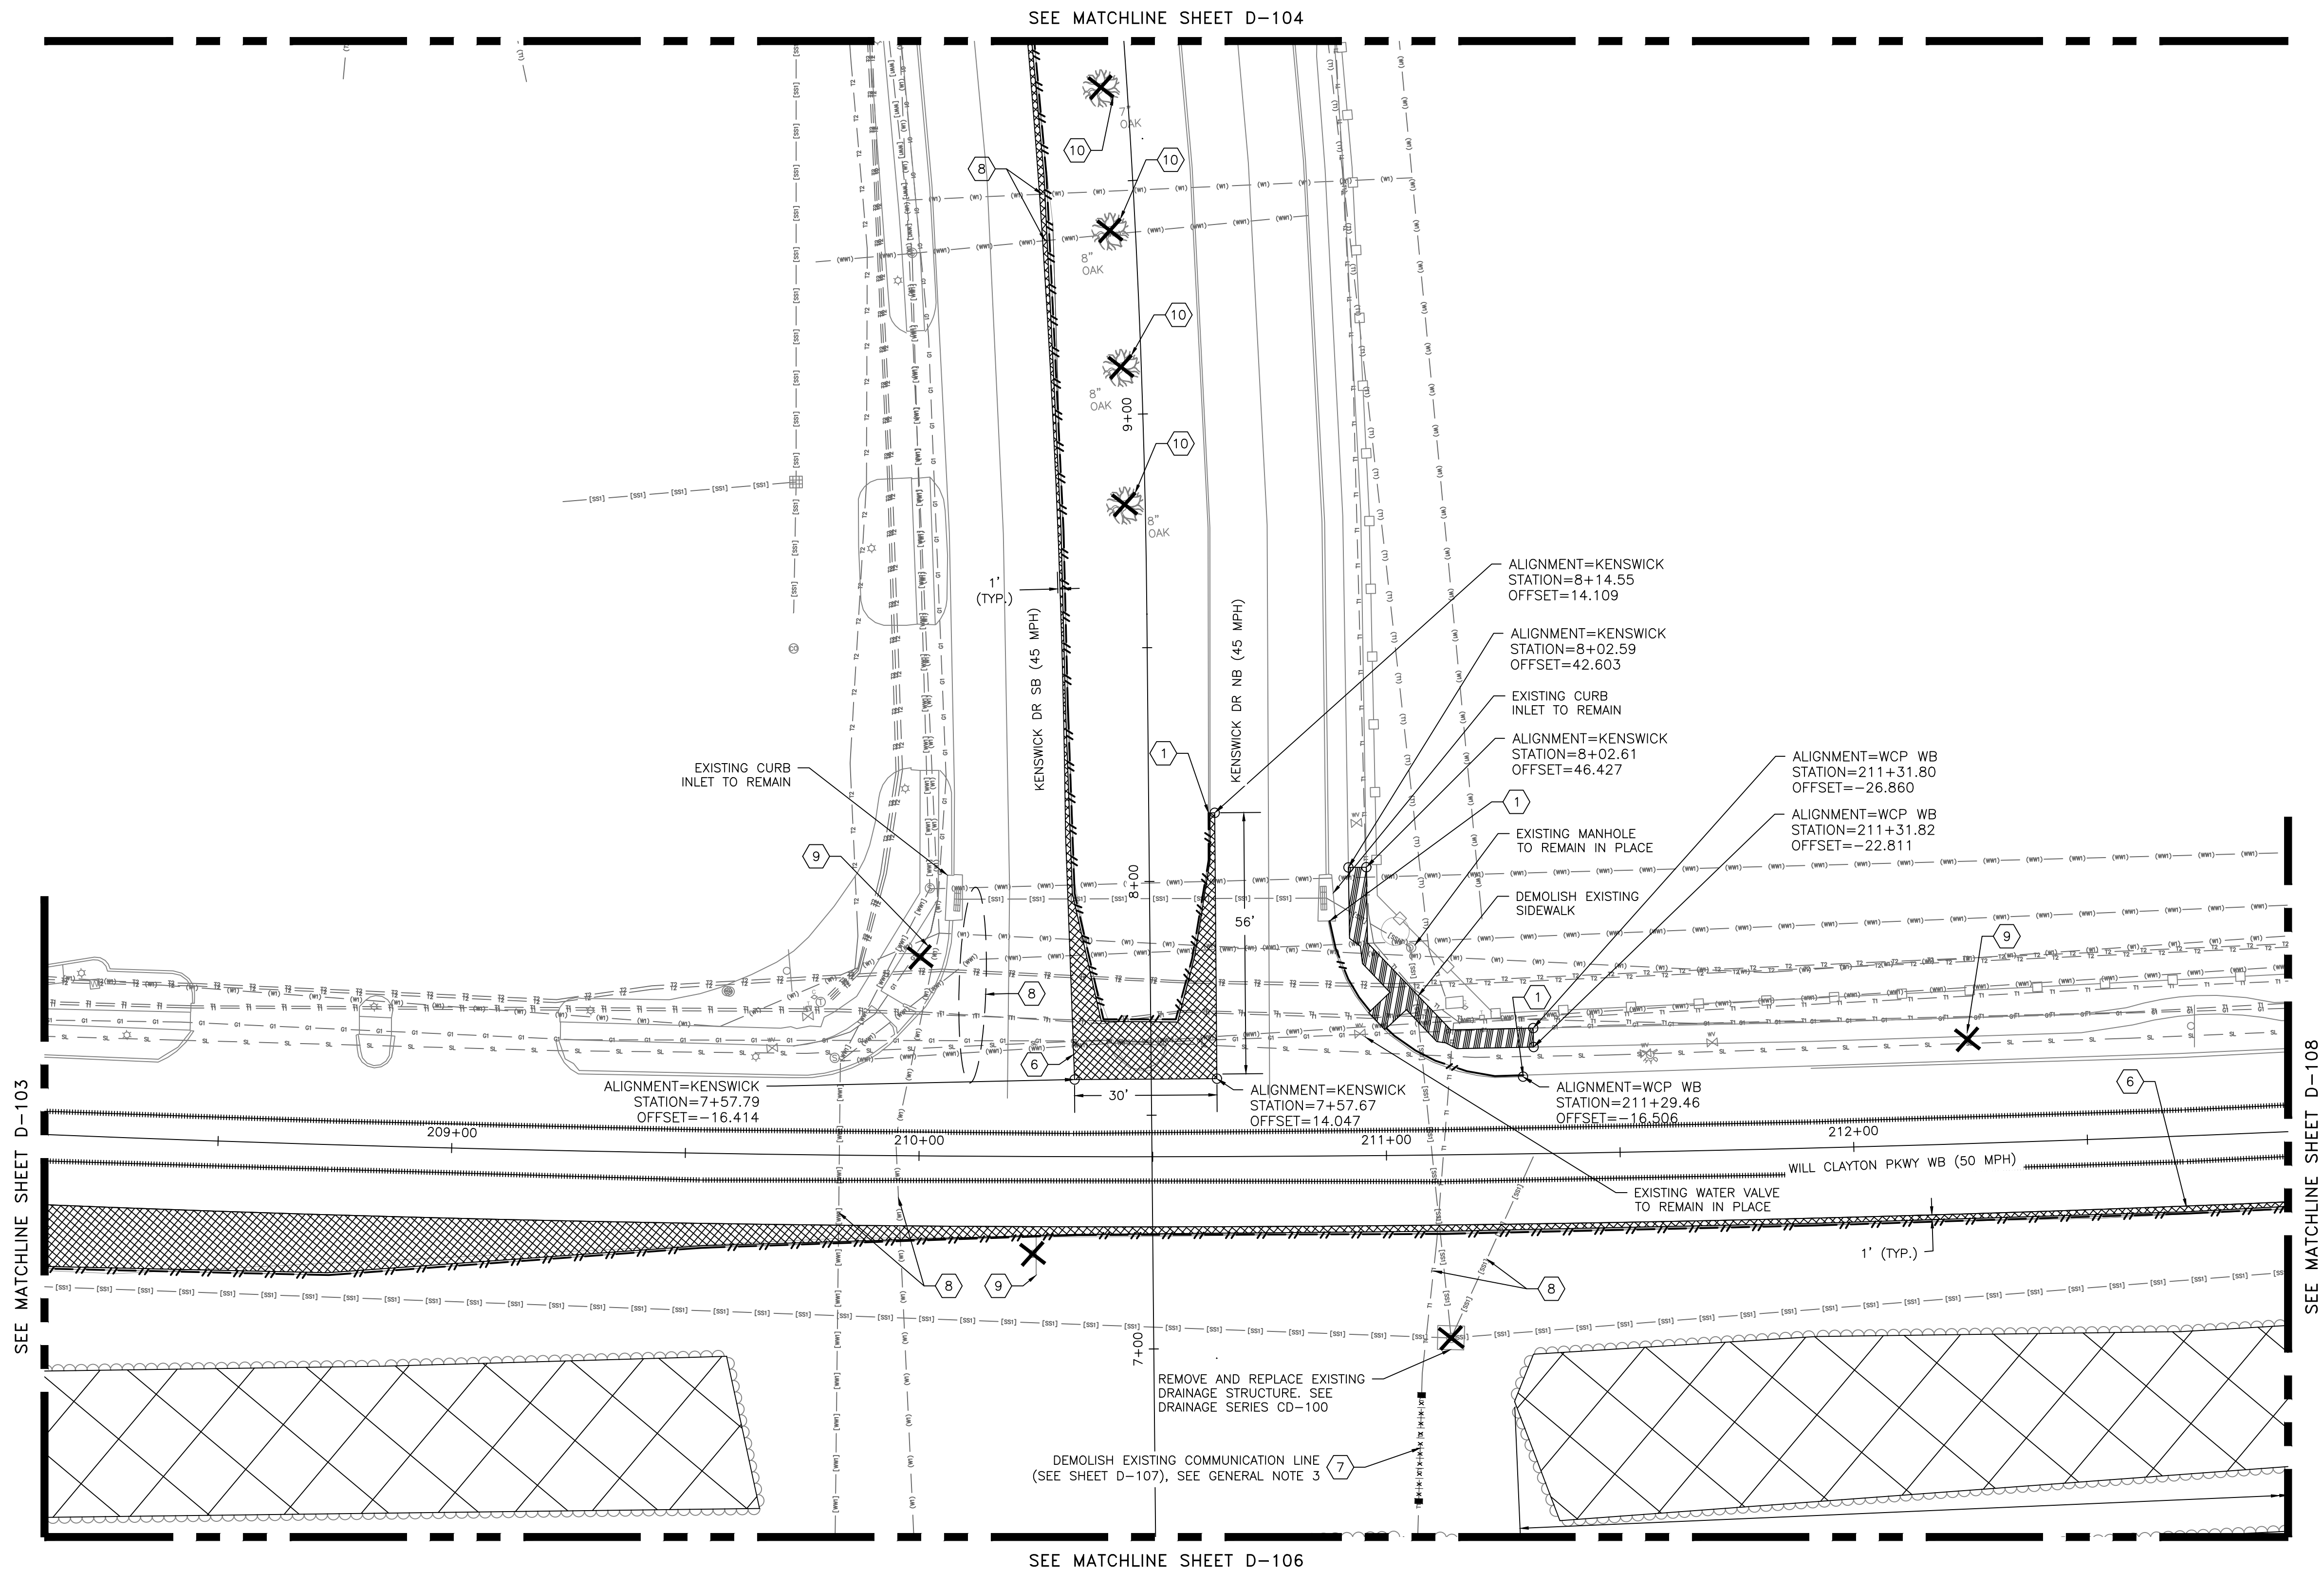 SEE MATCHLINE SHEET D-104
7"
OAK
10
10
8
8"
OAK
10
8"
OAK
9+00
10
8"
OAK
1'
(TYP.)
KENSWICK DR SB (45 MPH)
KENSWICK DR NB (45 MPH)
ALIGNMENT=KENSWICK
STATION=8+14.55
OFFSET=14.109
ALIGNMENT=KENSWICK
STATION=8+02.59
OFFSET=42.603
EXISTING CURB
INLET TO REMAIN
ALIGNMENT=KENSWICK
STATION=8+02.61
OFFSET=46.427
1
EXISTING CURB
INLET TO REMAIN
ALIGNMENT=WCP WB
STATION=211+31.80
OFFSET=-26.860
1
ALIGNMENT=WCP WB
STATION=211+31.82
OFFSET=-22.811
EXISTING MANHOLE
TO REMAIN IN PLACE
9
8+00
DEMOLISH EXISTING
SIDEWALK
56'
9
8
1
6
ALIGNMENT=KENSWICK
STATION=7+57.79
OFFSET=-16.414
30'
ALIGNMENT=KENSWICK
STATION=7+57.67
OFFSET=14.047
ALIGNMENT=WCP WB
STATION=211+29.46
OFFSET=-16.506
6
209+00
210+00
211+00
212+00
WILL CLAYTON PKWY WB (50 MPH)
EXISTING WATER VALVE
TO REMAIN IN PLACE
1' (TYP.)
8
9
8
7+00
REMOVE AND REPLACE EXISTING
DRAINAGE STRUCTURE. SEE
DRAINAGE SERIES CD-100
DEMOLISH EXISTING COMMUNICATION LINE
(SEE SHEET D-107), SEE GENERAL NOTE 3
7
SEE MATCHLINE SHEET D-103
SEE MATCHLINE SHEET D-108
SEE MATCHLINE SHEET D-106